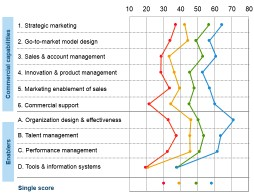 10 20 30 40 50 60 70 80
Commercial capabilities
1. Strategic marketing
2. Go-to-market model design
3. Sales & account management
4. Innovation & product management
5. Marketing enablement of sales
6. Commercial support
Enablers
A. Organization design & effectiveness
B. Talent management
C. Performance management
D. Tools & information systems
Single score